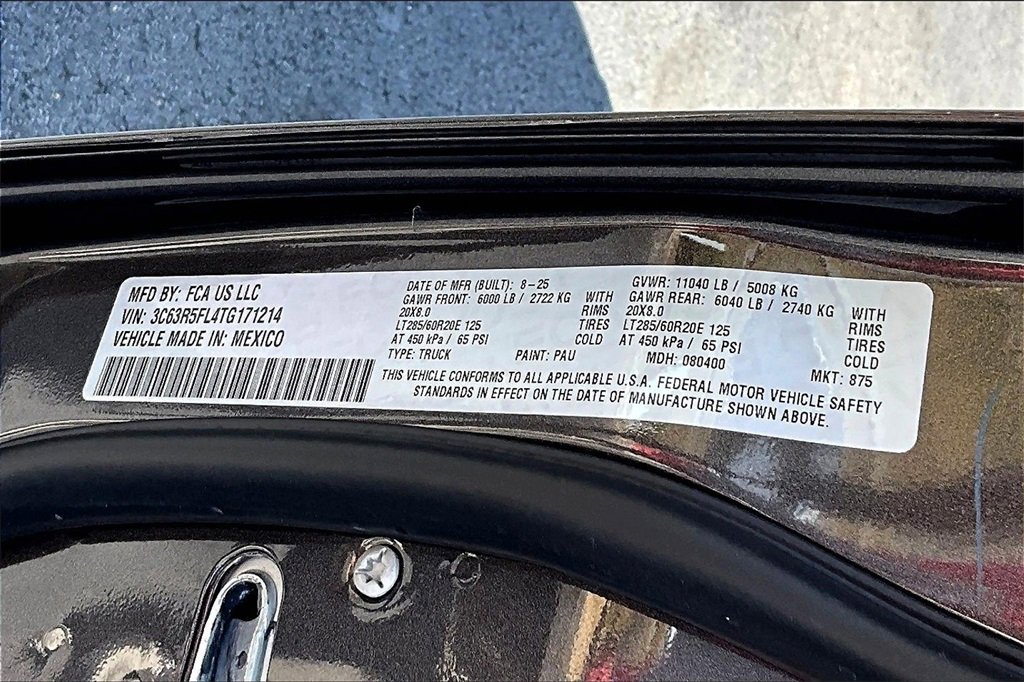 MFD BY: FCA US LLC
VIN: 3C63R5FL4TG171214
VEHICLE MADE IN: MEXICO
DATE OF MFR (BUILT): 8-25
GAWR FRONT: 6000 LB / 2722 KG WITH
20X8.0 RIMS
LT285/60R20E 125 TIRES
AT 450 kPa / 65 PSI COLD
TYPE: TRUCK PAINT: PAU
GVWR: 11040 LB / 5008 KG
GAWR REAR: 6040 LB / 2740 KG WITH
20X8.0 RIMS
LT285/60R20E 125 TIRES
AT 450 kPa / 65 PSI COLD
MDH: 080400 MKT: 875
THIS VEHICLE CONFORMS TO ALL APPLICABLE U.S.A. FEDERAL MOTOR VEHICLE SAFETY
STANDARDS IN EFFECT ON THE DATE OF MANUFACTURE SHOWN ABOVE.